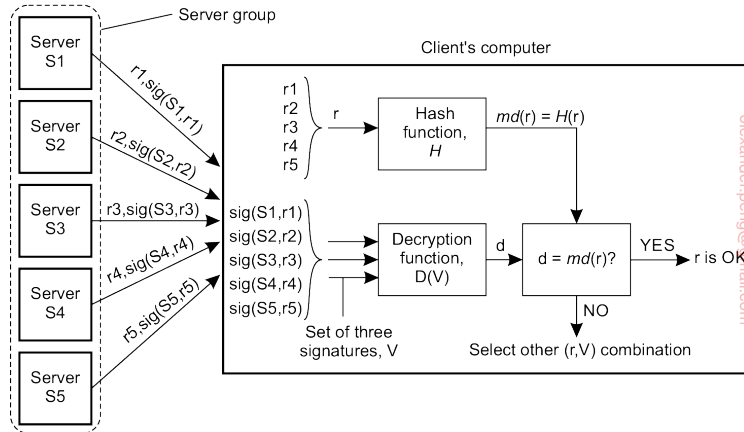 Server group
Server
S1
Server
S2
Server
S3
Server
S4
Server
S5
r1,sig(S1,r1)
r2,sig(S2,r2)
r3,sig(S3,r3)
r4,sig(S4,r4)
r5,sig(S5,r5)
Client's computer
r1
r2
r3
r4
r5
r
Hash
function,
H
md(r) = H(r)
sig(S1,r1)
sig(S2,r2)
sig(S3,r3)
sig(S4,r4)
sig(S5,r5)
Set of three
signatures, V
Decryption
function,
D(V)
d
d = md(r)?
YES
r is OK
NO
Select other (r,V) combination